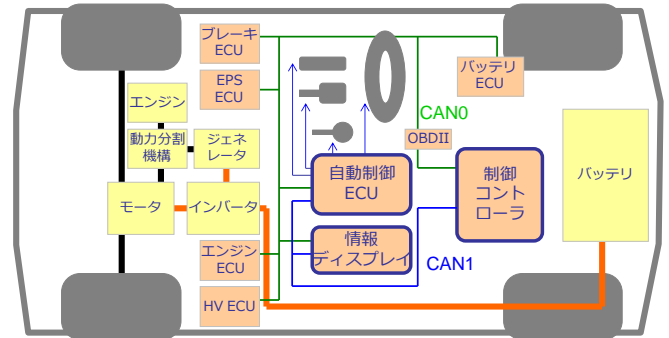 ブレーキ
ECU
EPS
ECU
バッテリ
ECU
エンジン
CAN0
動力分割
機構
ジェネ
レータ
OBDII
自動制御
ECU
制御
コント
ローラ
バッテリ
モータ
インバータ
エンジン
ECU
情報
ディスプレイ
CAN1
HV ECU